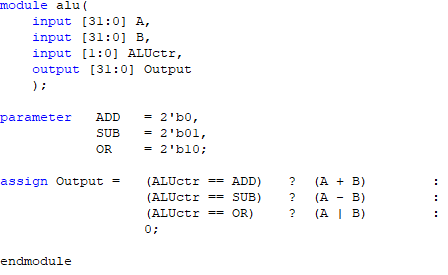 module alu(
    input [31:0] A,
    input [31:0] B,
    input [1:0] ALUctr,
    output [31:0] Output
    );
parameter   ADD   = 2'b0,
            SUB   = 2'b01,
            OR    = 2'b10;
assign Output =   (ALUctr == ADD)   ?  (A + B)        :
                  (ALUctr == SUB)   ?  (A - B)        :
                  (ALUctr == OR)    ?  (A | B)        :
                  0;
endmodule